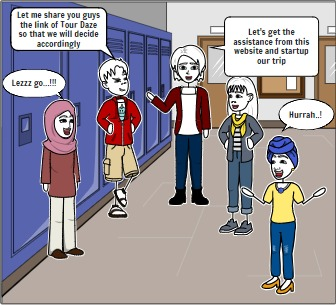 Let me share you guys
the link of Tour Daze
so that we will decide
accordingly
Let's get the
assistance from this
website and startup
our trip
Lezzz go...!!!
Hurrah..!